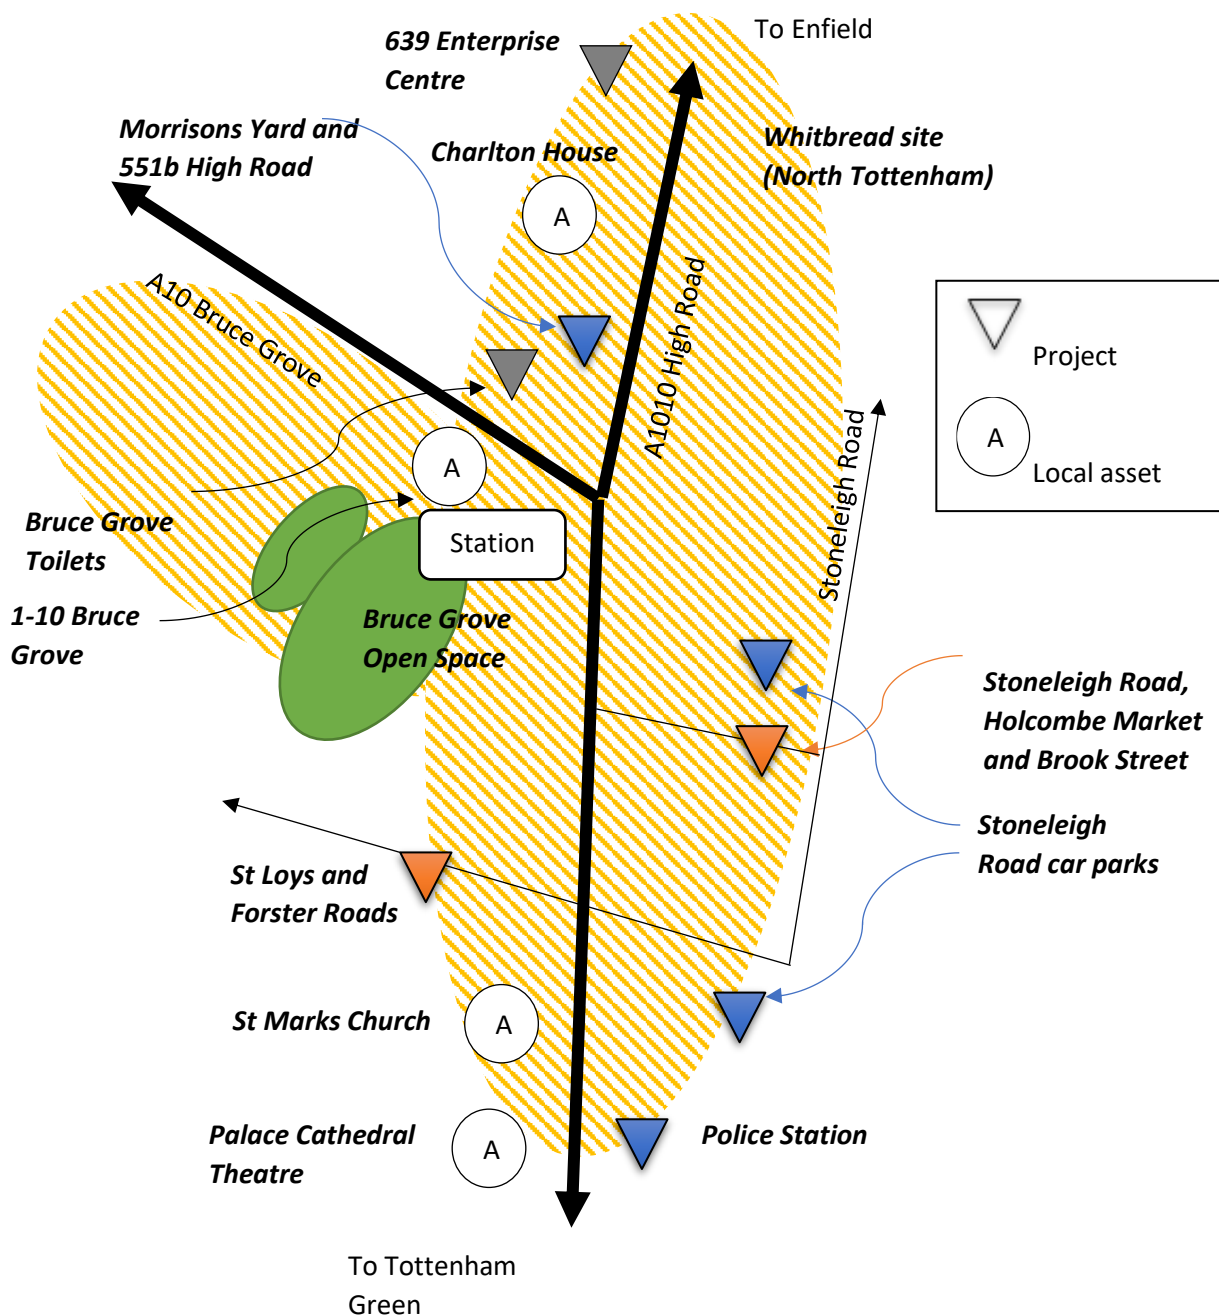 To Enfield
639 Enterprise
Centre
Morrisons Yard and
551b High Road
Charlton House
Whitbread site
(North Tottenham)
A
A10 Bruce Grove
A1010 High Road
Project
A
Local asset
Stoneleigh Road
A
Station
Bruce Grove
Toilets
1-10 Bruce
Grove
Bruce Grove
Open Space
Stoneleigh Road,
Holcombe Market
and Brook Street
Stoneleigh
Road car parks
St Loys and
Forster Roads
St Marks Church
A
Palace Cathedral
Theatre
A
Police Station
To Tottenham
Green